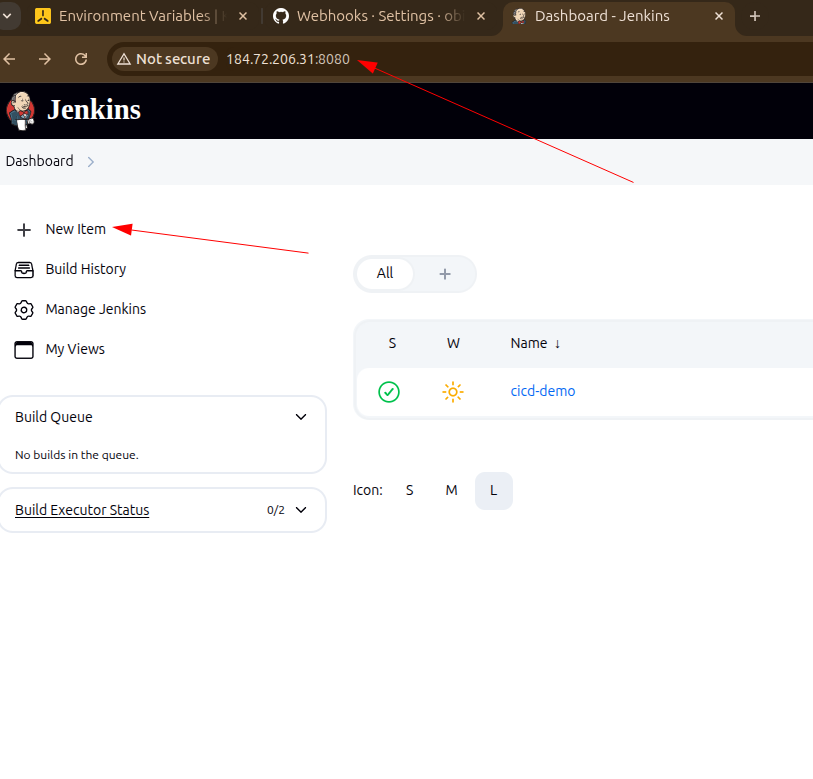 Environment Variables |
Webhooks · Settings · ob
Dashboard - Jenkins
Not secure
184.72.206.31:8080
Jenkins
Dashboard
New Item
Build History
Manage Jenkins
My Views
All
S W Name ↓
cicd-demo
Build Queue
No builds in the queue.
Icon: S M L
Build Executor Status 0/2